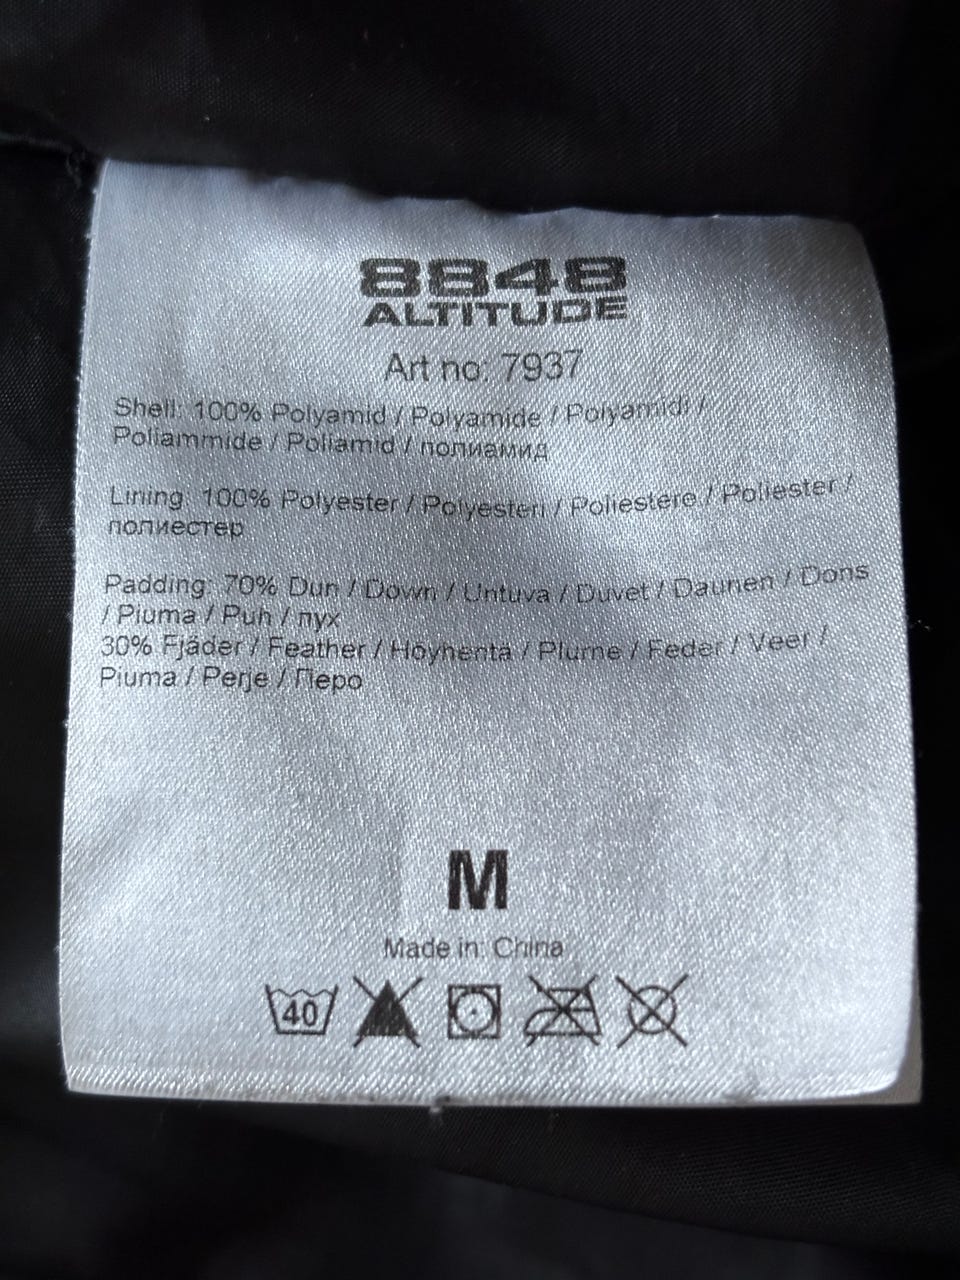 8848
ALTITUDE
Art no: 7937
Shell: 100% Polyamid / Polyamide / Polyamidi /
Poliammide / Poliamid / полиамид
Lining: 100% Polyester / Polyesteri / Poliestere / Poliester /
полиестер
Padding: 70% Dun / Down / Untuva / Duvet / Daunen / Dons
/ Piuma / Puh / пух
30% Fjäder / Feather / Höyhentä / Plume / Feder / Veer /
Piuma / Perje / Перо
M
Made in: China
40